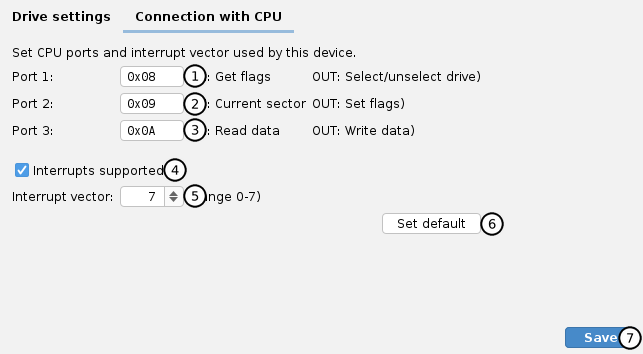 Drive settings Connection with CPU
Set CPU ports and interrupt vector used by this device.
Port 1: 0x08 1 : Get flags OUT: Select/unselect drive)
Port 2: 0x09 2 : Current sector OUT: Set flags)
Port 3: 0x0A 3 : Read data OUT: Write data)
Interrupts supported 4
Interrupt vector: 7 5 nge 0-7)
Set default 6
Save 7